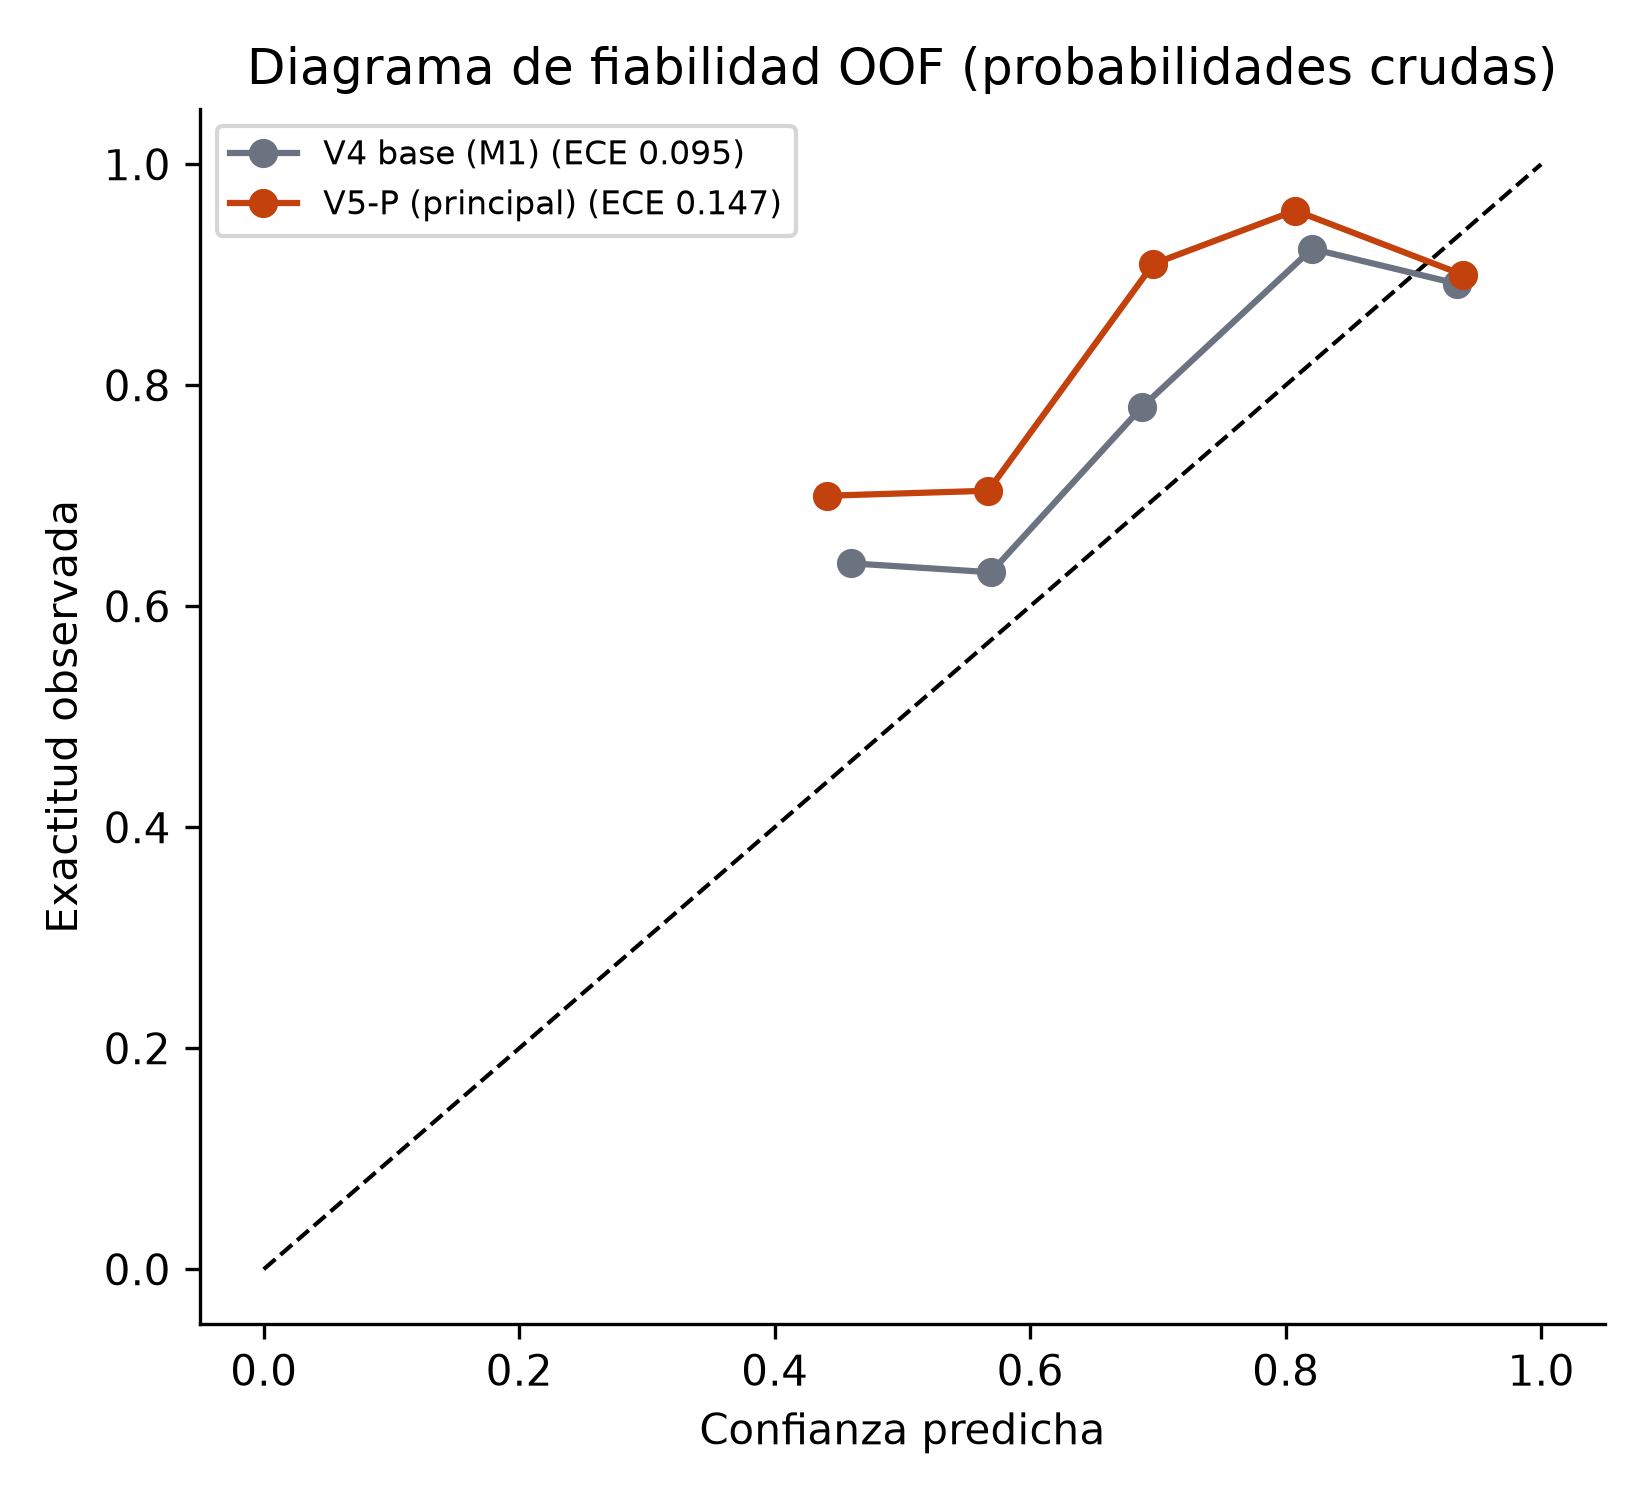 Diagrama de fiabilidad OOF (probabilidades crudas)
V4 base (M1) (ECE 0.095)
V5-P (principal) (ECE 0.147)
Exactitud observada
1.0
0.8
0.6
0.4
0.2
0.0
0.0 0.2 0.4 0.6 0.8 1.0
Confianza predicha